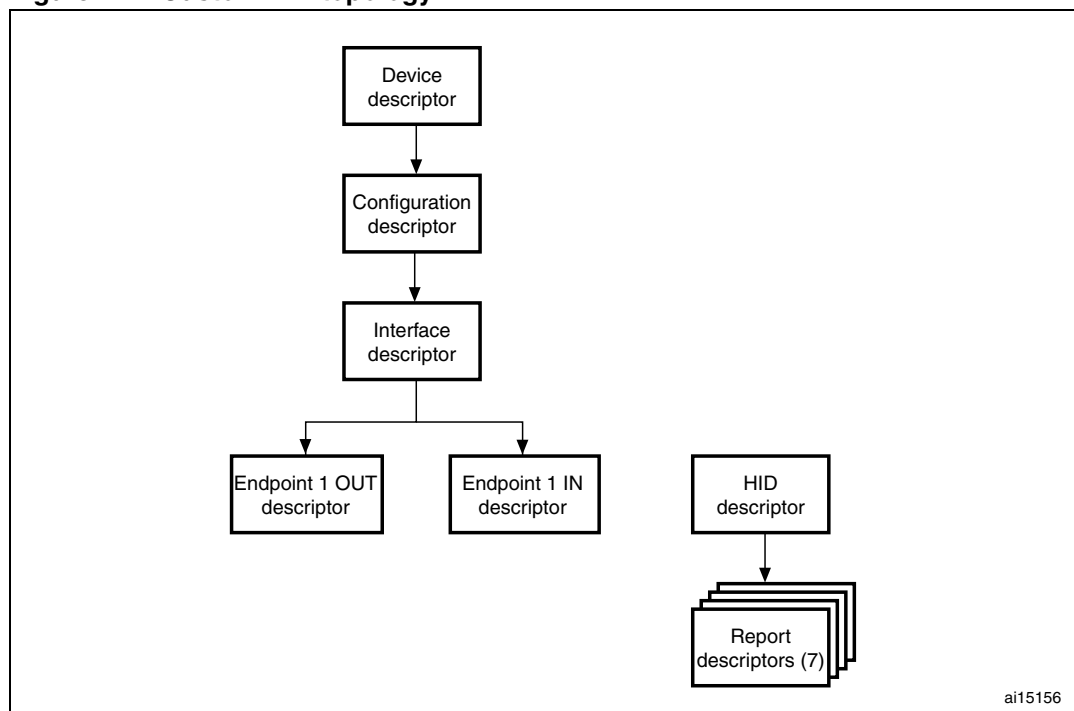 Device
descriptor
Configuration
descriptor
Interface
descriptor
Endpoint 1 OUT
descriptor
Endpoint 1 IN
descriptor
HID
descriptor
Report
descriptors (7)
ai15156